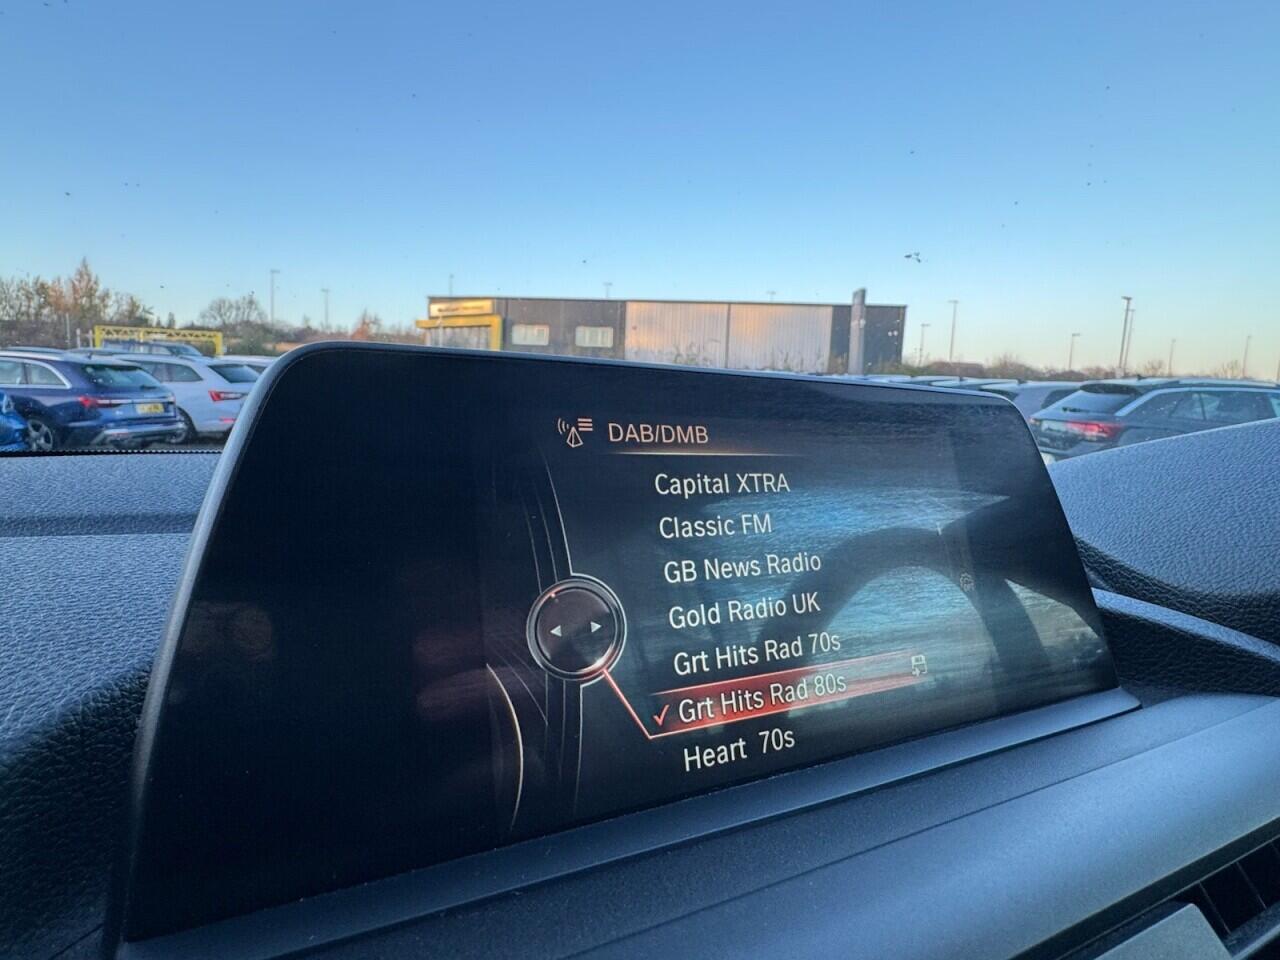 DAB/DMB
Capital XTRA
Classic FM
GB News Radio
Gold Radio UK
Grt Hits Rad 70s
Grt Hits Rad 80s
Heart 70s